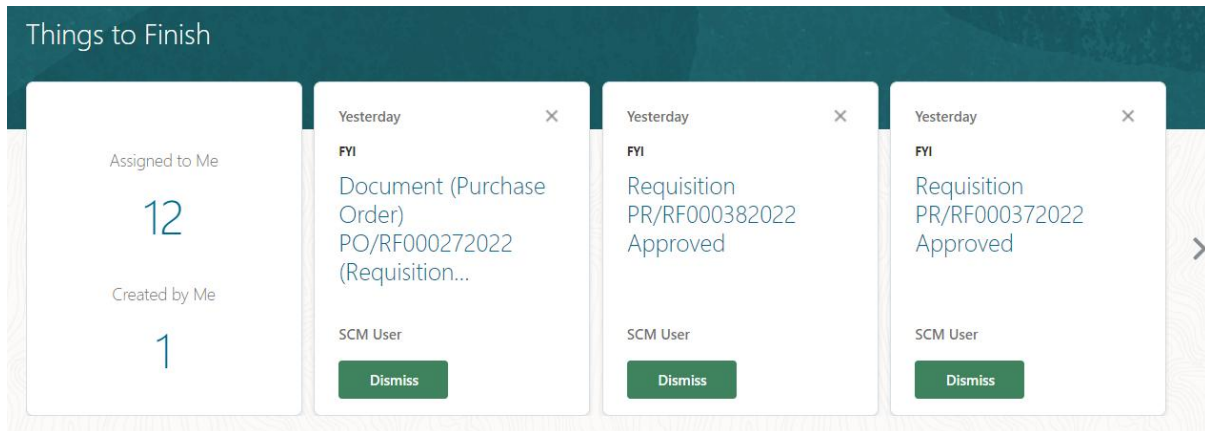 Things to Finish
Assigned to Me
12
Created by Me
1
Yesterday
FYI
Document (Purchase
Order)
PO/RF000272022
(Requisition...
SCM User
Dismiss
Yesterday
FYI
Requisition
PR/RF000382022
Approved
SCM User
Dismiss
Yesterday
FYI
Requisition
PR/RF000372022
Approved
SCM User
Dismiss